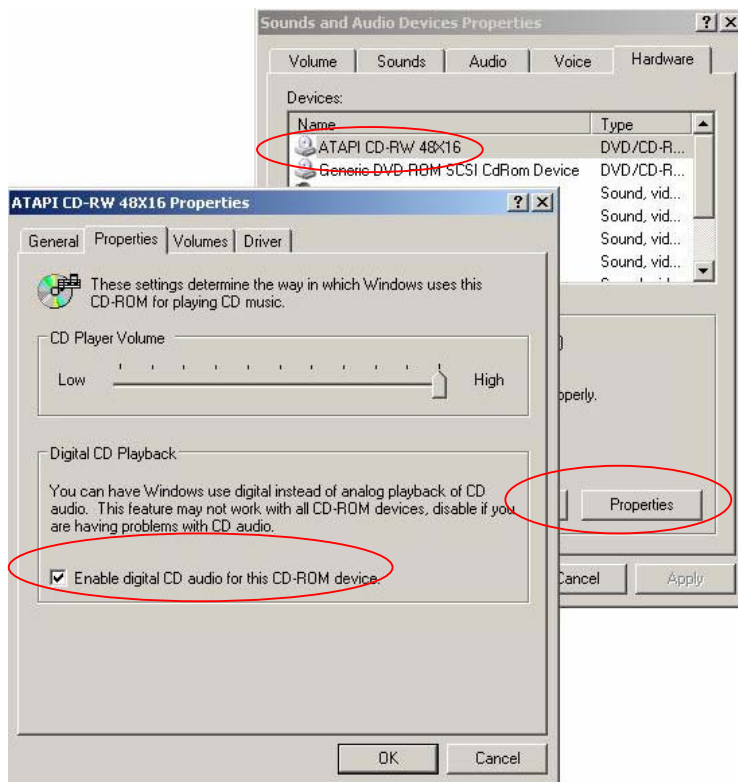 Sounds and Audio Devices Properties
Volume
Sounds
Audio
Voice
Hardware
Devices:
Name
Type
ATAPI CD-RW 48X16
DVD/CD-R...
Generic DVD-ROM SCSI CdRom Device
DVD/CD-R...
Sound, vid...
Sound, vid...
Sound, vid...
Sound, vid...
Properties
Cancel
Apply
ATAPI CD-RW 48X16 Properties
General
Properties
Volumes
Driver
These settings determine the way in which Windows uses this
CD-ROM for playing CD music.
CD Player Volume
Low
High
Digital CD Playback
You can have Windows use digital instead of analog playback of CD
audio. This feature may not work with all CD-ROM devices, disable if you
are having problems with CD audio.
Enable digital CD audio for this CD-ROM device.
OK
Cancel